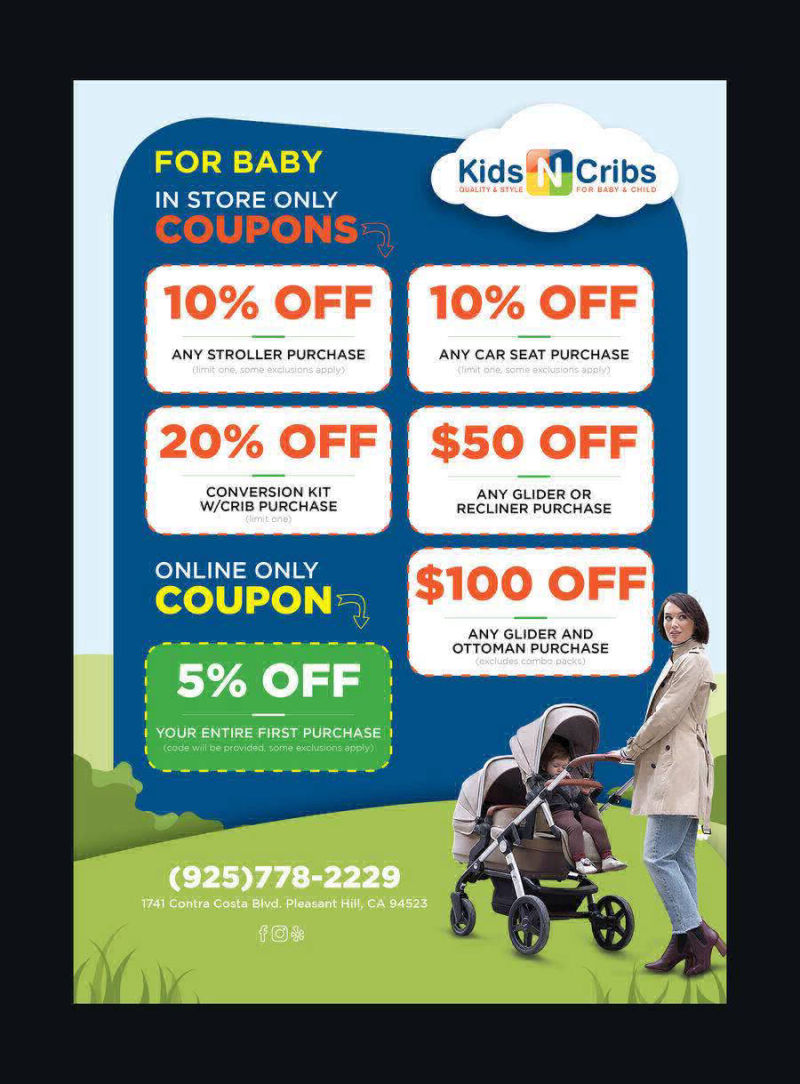 FOR BABY
IN STORE ONLY
COUPONS
Kids N Cribs
QUALITY & STYLE FOR BABY & CHILD
10% OFF
ANY STROLLER PURCHASE
(limit one, some exclusions apply)
10% OFF
ANY CAR SEAT PURCHASE
(limit one, some exclusions apply)
20% OFF
CONVERSION KIT
W/CRIB PURCHASE
(limit one)
$50 OFF
ANY GLIDER OR
RECLINER PURCHASE
$100 OFF
ANY GLIDER AND
OTTOMAN PURCHASE
(excludes combo packs)
ONLINE ONLY
COUPON
5% OFF
YOUR ENTIRE FIRST PURCHASE
(code will be provided, some exclusions apply)
(925)778-2229
1741 Contra Costa Blvd. Pleasant Hill, CA 94523